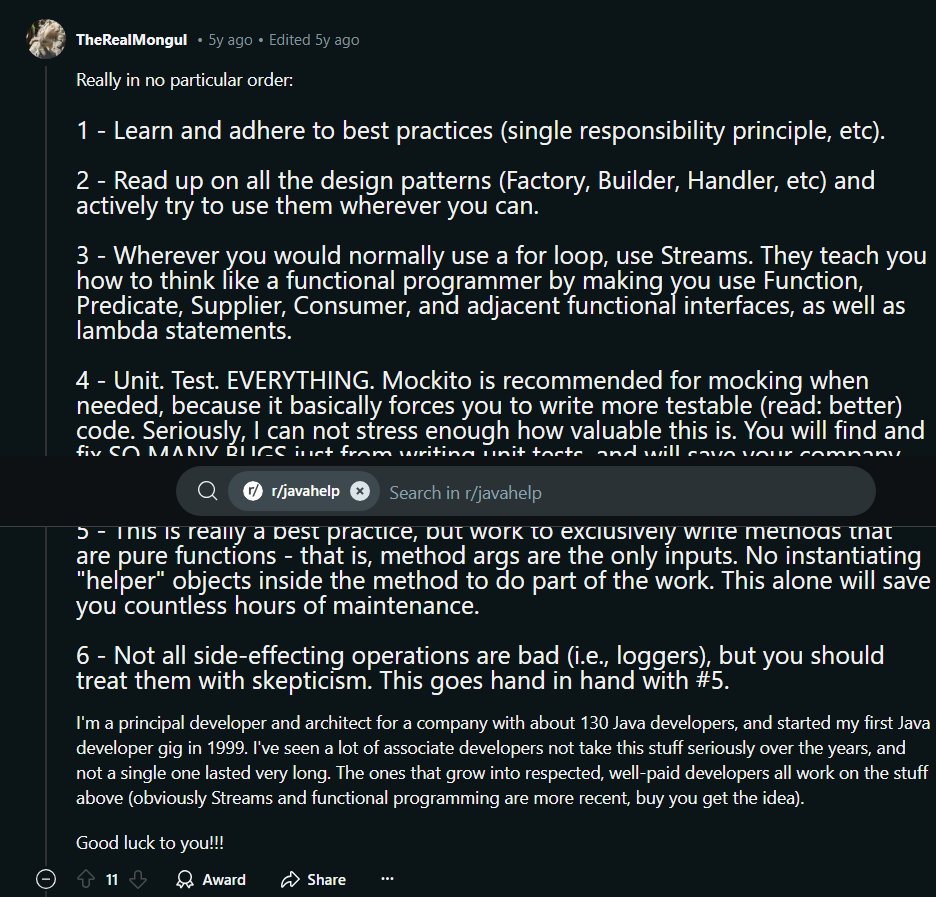 TheRealMongul • 5y ago • Edited 5y ago
Really in no particular order:
1 - Learn and adhere to best practices (single responsibility principle, etc).
2 - Read up on all the design patterns (Factory, Builder, Handler, etc) and
actively try to use them wherever you can.
3 - Wherever you would normally use a for loop, use Streams. They teach you
how to think like a functional programmer by making you use Function,
Predicate, Supplier, Consumer, and adjacent functional interfaces, as well as
lambda statements.
4 - Unit. Test. EVERYTHING. Mockito is recommended for mocking when
needed, because it basically forces you to write more testable (read: better)
code. Seriously, I can not stress enough how valuable this is. You will find and
fix SO MANY BUGS just from writing unit tests, and will save your company
r/javahelp Search in r/javahelp
5 - This is really a best practice, but work to exclusively write methods that
are pure functions - that is, method args are the only inputs. No instantiating
"helper" objects inside the method to do part of the work. This alone will save
you countless hours of maintenance.
6 - Not all side-effecting operations are bad (i.e., loggers), but you should
treat them with skepticism. This goes hand in hand with #5.
I'm a principal developer and architect for a company with about 130 Java developers, and started my first Java
developer gig in 1999. I've seen a lot of associate developers not take this stuff seriously over the years, and
not a single one lasted very long. The ones that grow into respected, well-paid developers all work on the stuff
above (obviously Streams and functional programming are more recent, buy you get the idea).
Good luck to you!!!
11 Award Share ...